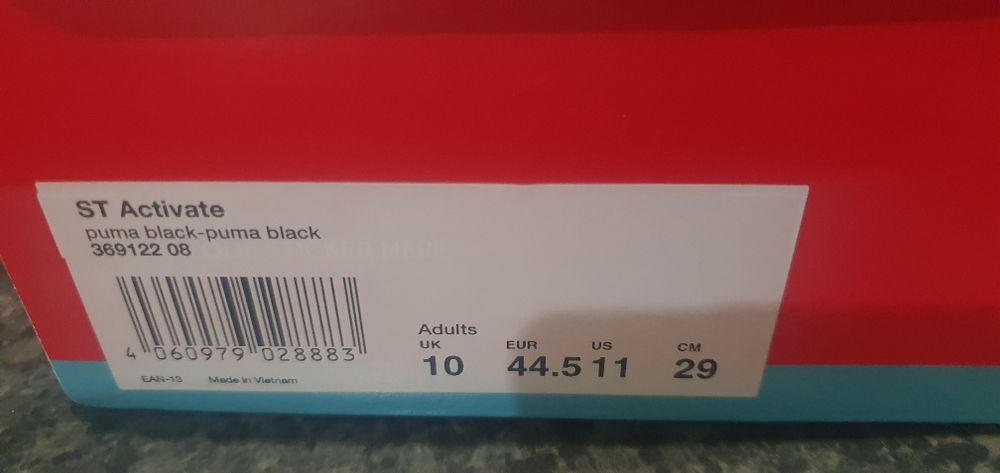 ST Activate
puma black-puma black
369122 08
4 060979 028883
EAN-13 Made in Vietnam
Adults
UK EUR US CM
10 44.5 11 29